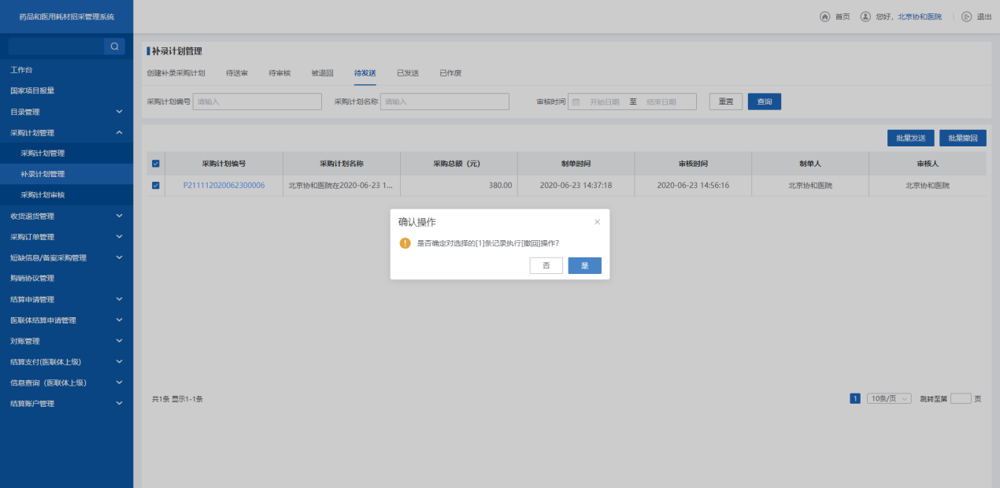 药品和医用耗材招采管理系统
首页 您好，北京协和医院 退出
工作台
国家项目报量
目录管理
采购计划管理
采购计划管理
补录计划管理
采购计划审核
收货退货管理
采购订单管理
短缺信息/备案采购管理
购销协议管理
结算申请管理
医联体结算申请管理
对账管理
结算支付(医联体上级)
信息查询（医联体上级）
结算账户管理
补录计划管理
创建补录采购计划 待送审 待审核 被退回 待发送 已发送 已作废
采购计划编号 请输入 采购计划名称 请输入 审核时间 开始日期 至 结束日期 重置 查询
批量发送 批量撤回
采购计划编号 采购计划名称 采购总额（元） 制单时间 审核时间 制单人 审核人
P211112020062300006 北京协和医院在2020-06-23 1... 380.00 2020-06-23 14:37:18 2020-06-23 14:56:16 北京协和医院 北京协和医院
确认操作
是否确定对选择的[1]条记录执行[撤回]操作?
否 是
共1条 显示1-1条 1 10条/页 跳转至第 页